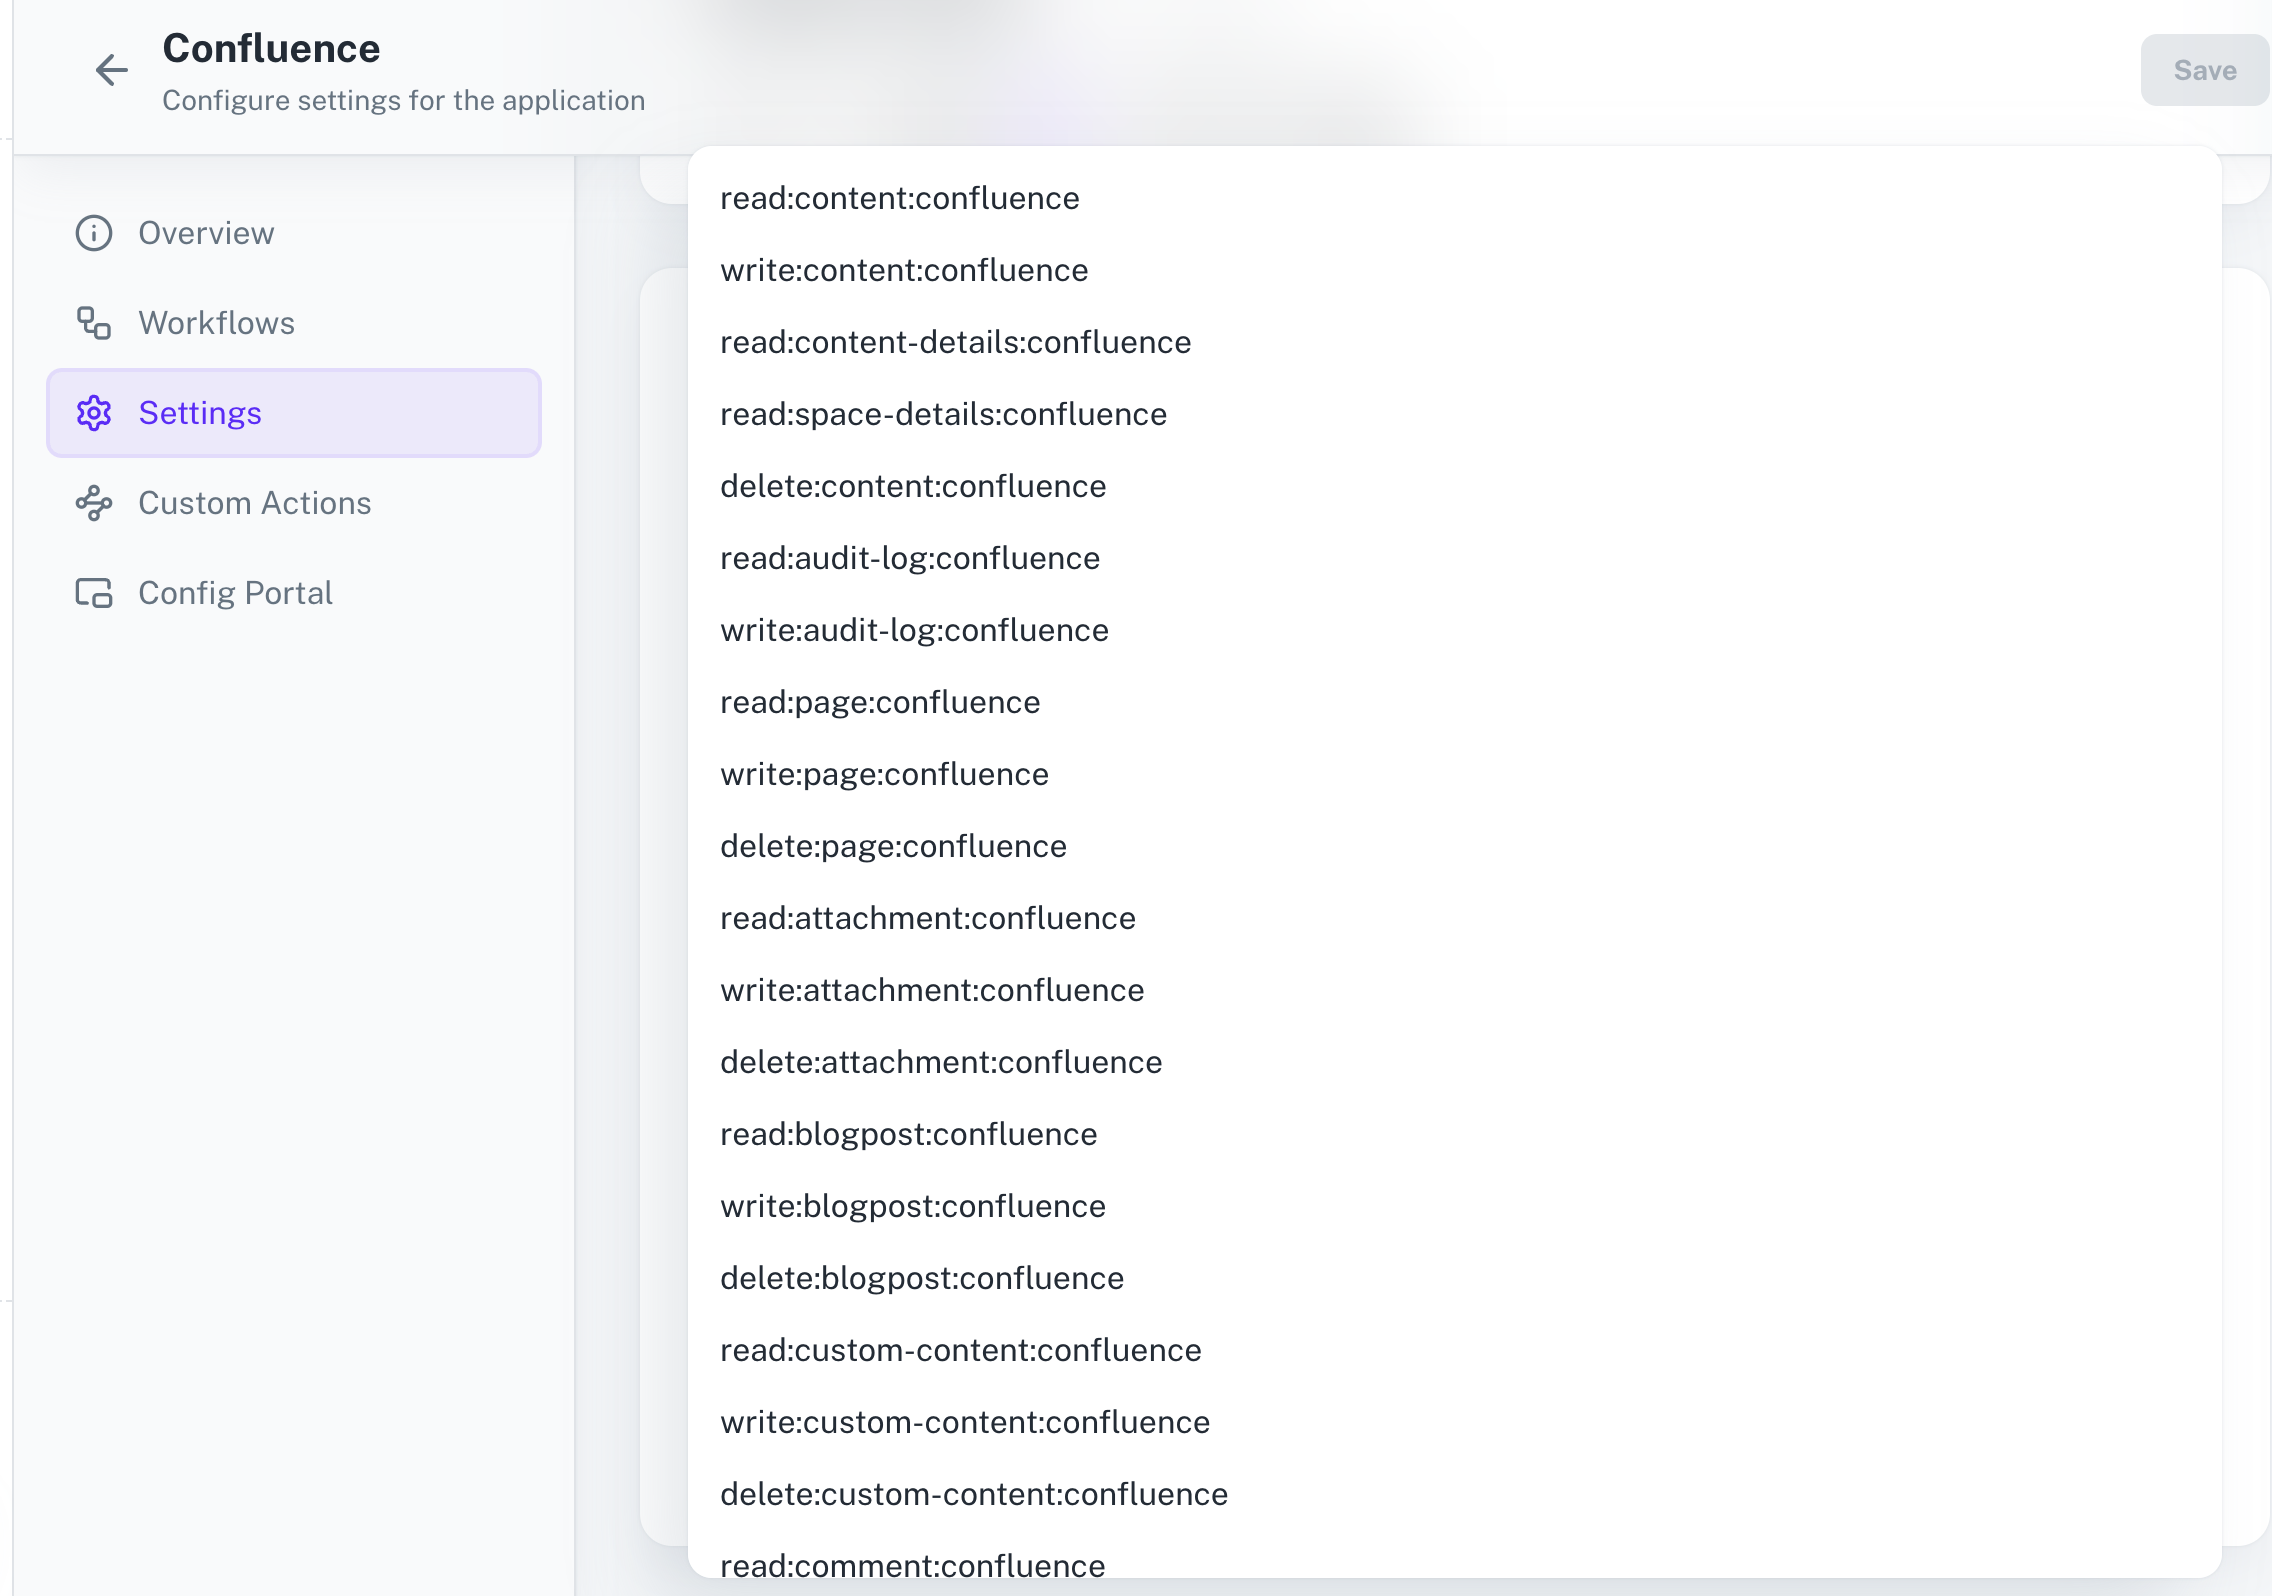 Confluence
Configure settings for the application
Save
Overview
Workflows
Settings
Custom Actions
Config Portal
read:content:confluence
write:content:confluence
read:content-details:confluence
read:space-details:confluence
delete:content:confluence
read:audit-log:confluence
write:audit-log:confluence
read:page:confluence
write:page:confluence
delete:page:confluence
read:attachment:confluence
write:attachment:confluence
delete:attachment:confluence
read:blogpost:confluence
write:blogpost:confluence
delete:blogpost:confluence
read:custom-content:confluence
write:custom-content:confluence
delete:custom-content:confluence
read:comment:confluence